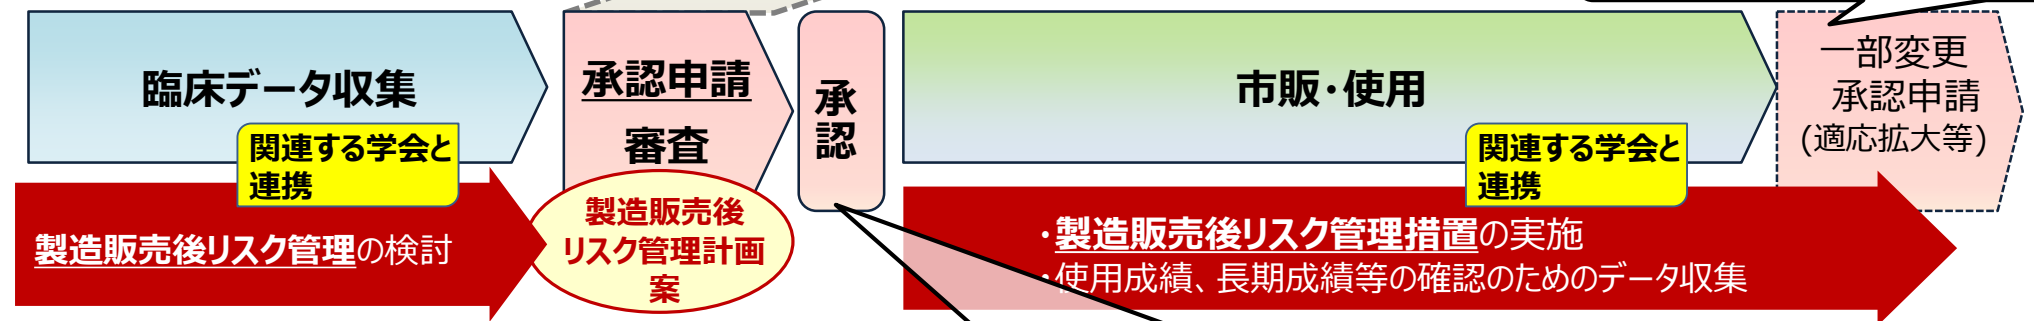 臨床データ収集
関連する学会と
連携
製造販売後リスク管理の検討
承認申請
審査
製造販売後
リスク管理計画
案
承
認
市販・使用
関連する学会と
連携
・製造販売後リスク管理措置の実施
・使用成績、長期成績等の確認のためのデータ収集
一部変更
承認申請
(適応拡大等)